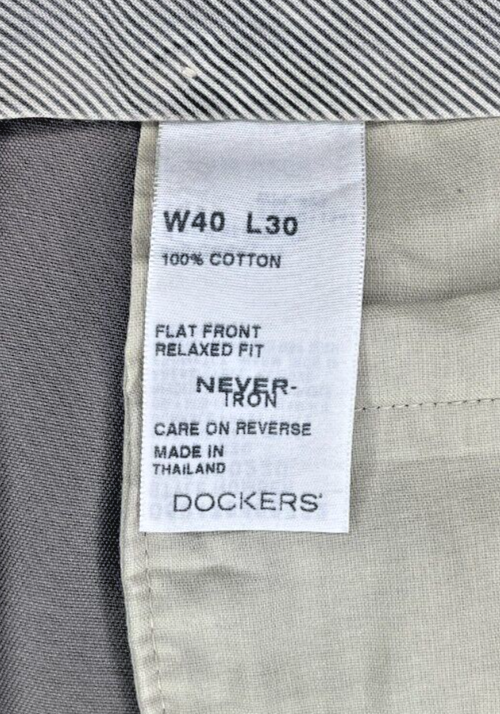 W40 L30
100% COTTON
FLAT FRONT
RELAXED FIT
NEVER-
IRON
CARE ON REVERSE
MADE IN
THAILAND
DOCKERS'